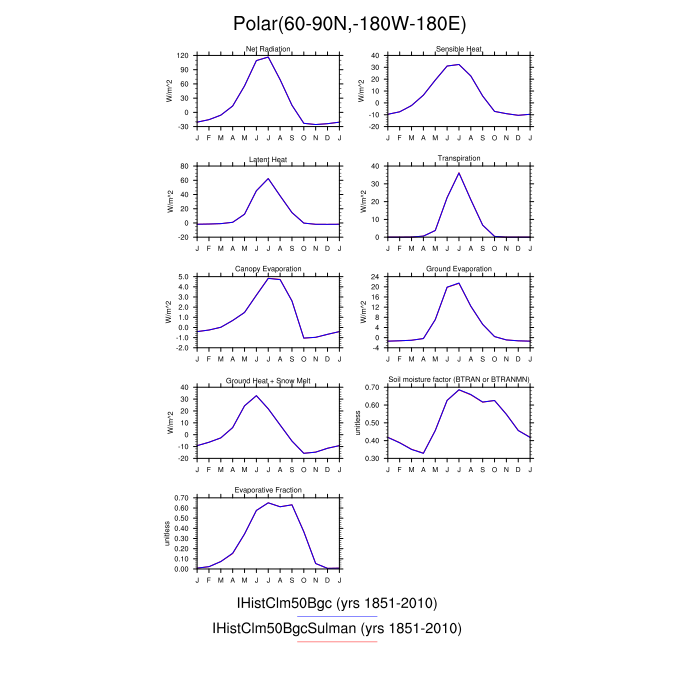 Polar(60-90N,-180W-180E)
Net Radiation
W/m^2
120
90
60
30
0
-30
J F M A M J J A S O N D J
Sensible Heat
W/m^2
40
30
20
10
0
-10
-20
J F M A M J J A S O N D J
Latent Heat
W/m^2
80
60
40
20
0
-20
J F M A M J J A S O N D J
Transpiration
W/m^2
40
30
20
10
0
J F M A M J J A S O N D J
Canopy Evaporation
W/m^2
5.0
4.0
3.0
2.0
1.0
0.0
-1.0
-2.0
J F M A M J J A S O N D J
Ground Evaporation
W/m^2
24
20
16
12
8
4
0
-4
J F M A M J J A S O N D J
Ground Heat + Snow Melt
W/m^2
40
30
20
10
0
-10
-20
J F M A M J J A S O N D J
Soil moisture factor (BTRAN or BTRANMN)
unitless
0.70
0.60
0.50
0.40
0.30
J F M A M J J A S O N D J
Evaporative Fraction
unitless
0.70
0.60
0.50
0.40
0.30
0.20
0.10
0.00
J F M A M J J A S O N D J
IHistClm50Bgc (yrs 1851-2010)
IHistClm50BgcSulman (yrs 1851-2010)